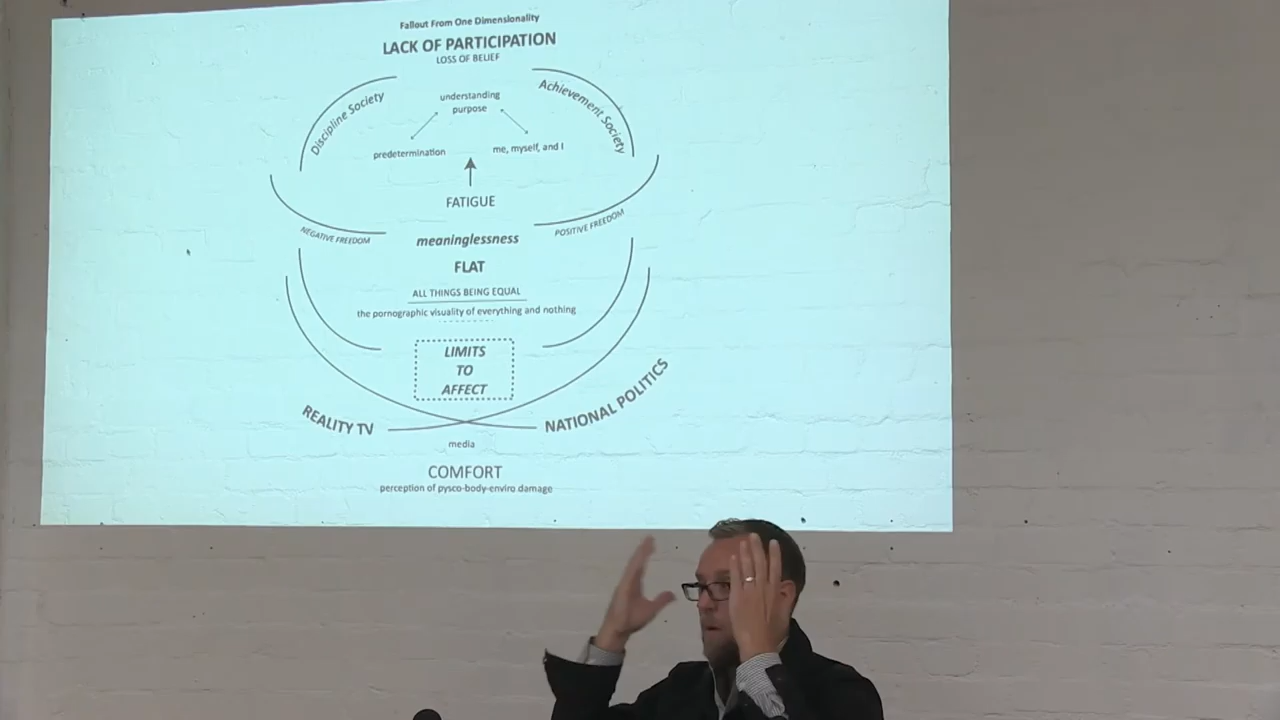 Fallout From One Dimensionality
LACK OF PARTICIPATION
LOSS OF BELIEF
Discipline Society
Achievement Society
understanding
purpose
predetermination
me, myself, and I
FATIGUE
NEGATIVE FREEDOM
POSITIVE FREEDOM
meaninglessness
FLAT
ALL THINGS BEING EQUAL
the pornographic visuality of everything and nothing
LIMITS
TO
AFFECT
REALITY TV
NATIONAL POLITICS
media
COMFORT
perception of pysco-body-enviro damage